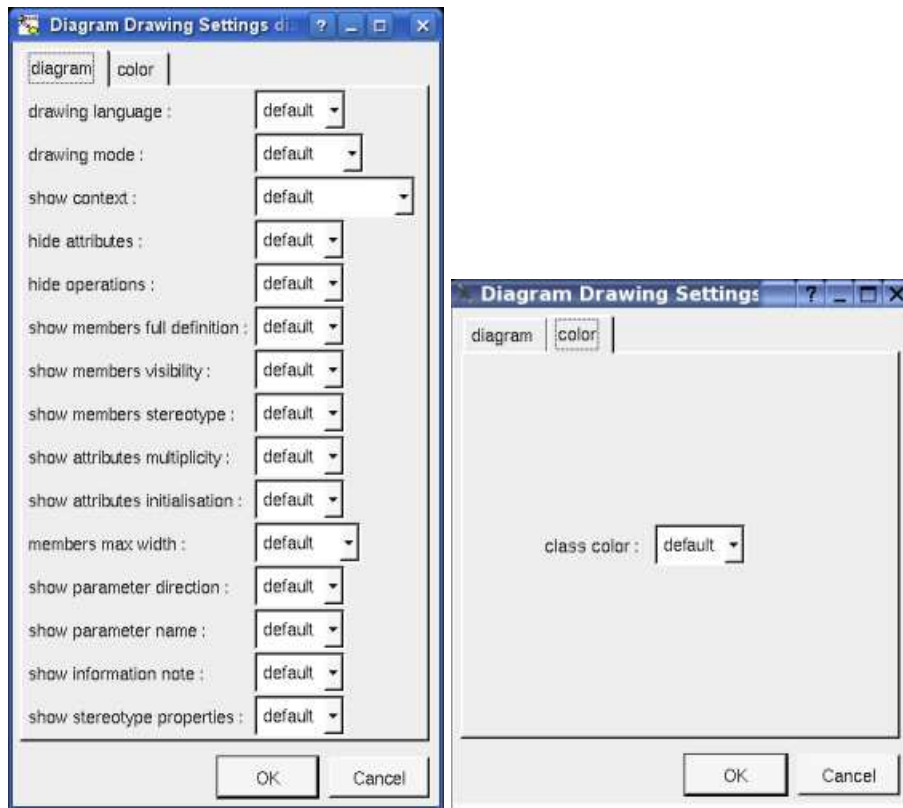 Diagram Drawing Settings
diagram color
drawing language : default
drawing mode : default
show context : default
hide attributes : default
hide operations : default
show members full definition : default
show members visibility : default
show members stereotype : default
show attributes multiplicity : default
show attributes initialisation : default
members max width : default
show parameter direction : default
show parameter name : default
show information note : default
show stereotype properties : default
OK Cancel
Diagram Drawing Settings
diagram color
class color : default
OK Cancel